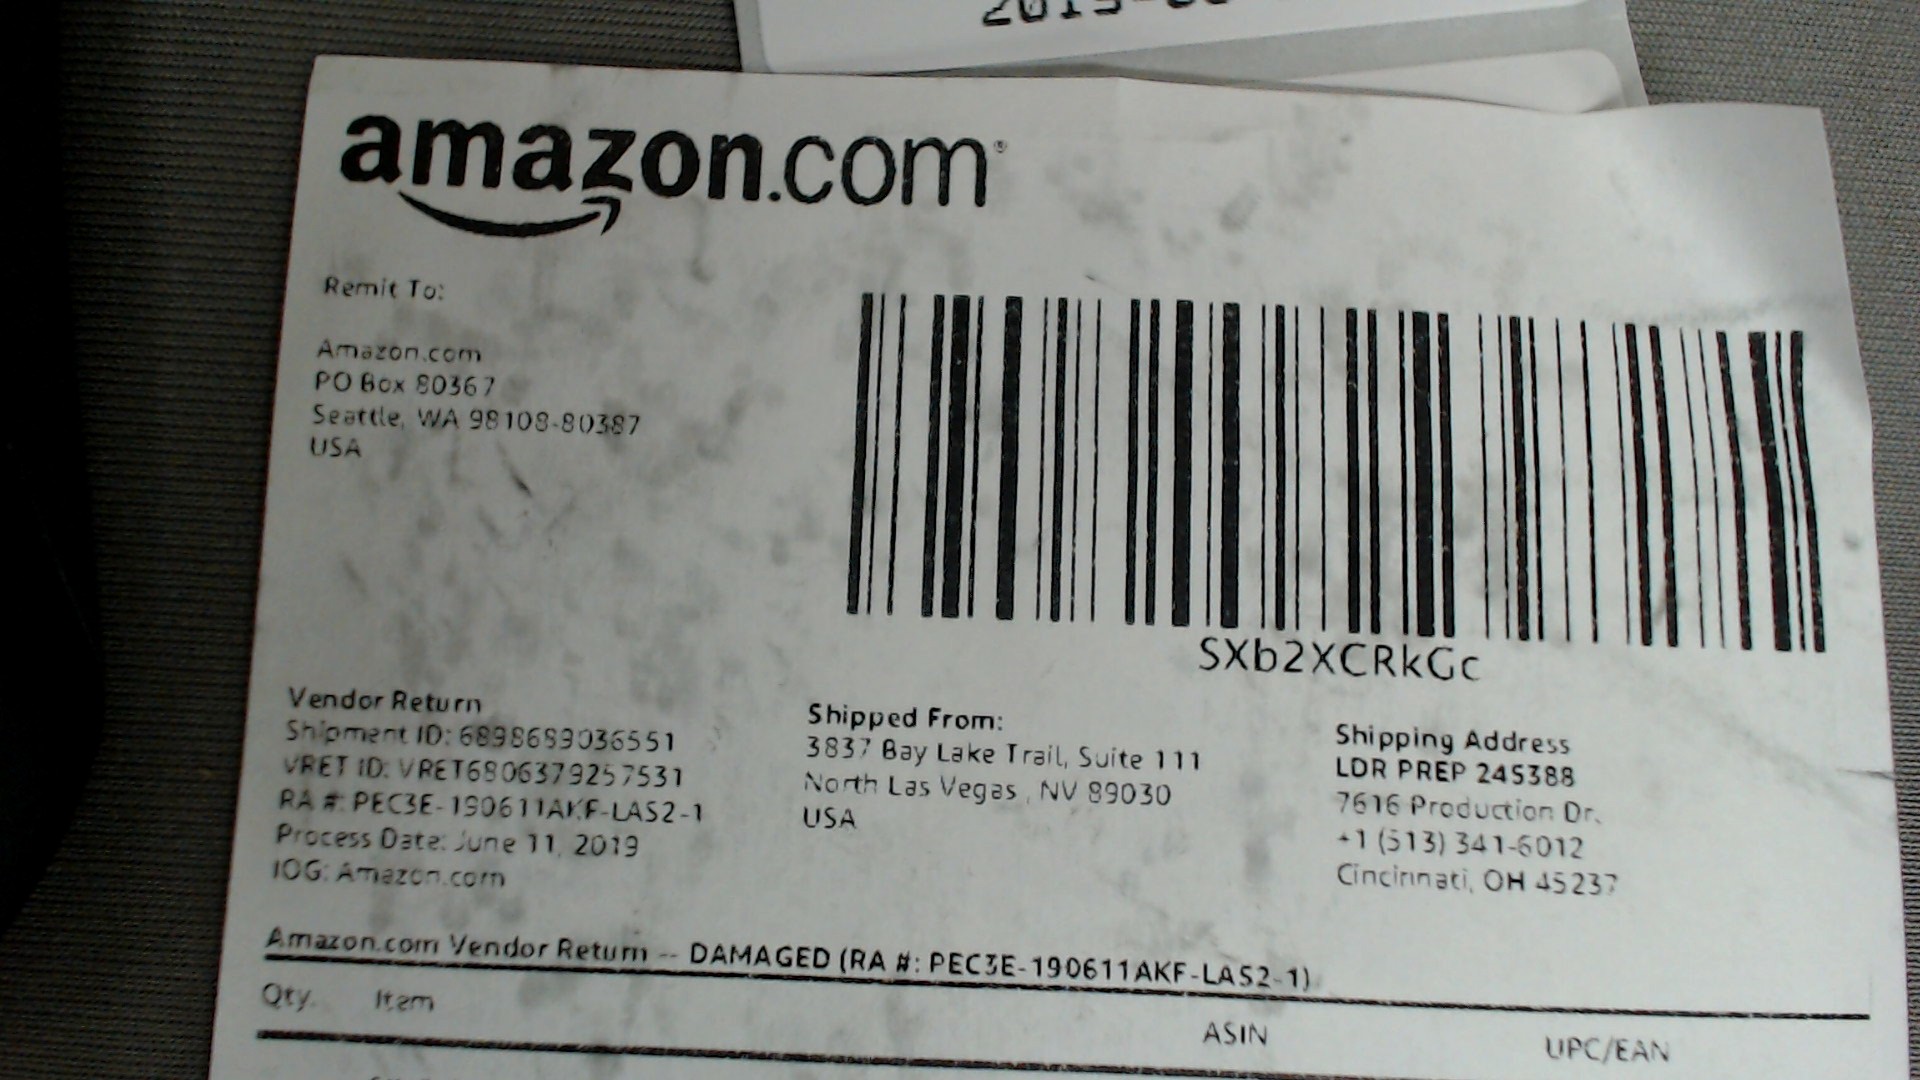 amazon.com®
Remit To:
Amazon.com
PO Box 80367
Seattle, WA 98108-80387
USA
SXb2XCRkGc
Vendor Return
Shipment ID: 6898689036551
VRET ID: VRET6806379257531
RA #: PEC3E-190611AKF-LAS2-1
Process Date: June 11, 2019
IOG: Amazon.com
Shipped From:
3837 Bay Lake Trail, Suite 111
North Las Vegas , NV 89030
USA
Shipping Address
LDR PREP 245388
7616 Production Dr.
+1 (513) 341-6012
Cincinnati, OH 45237
Amazon.com Vendor Return -- DAMAGED (RA #: PEC3E-190611AKF-LAS2-1)
Qty. Item ASIN UPC/EAN